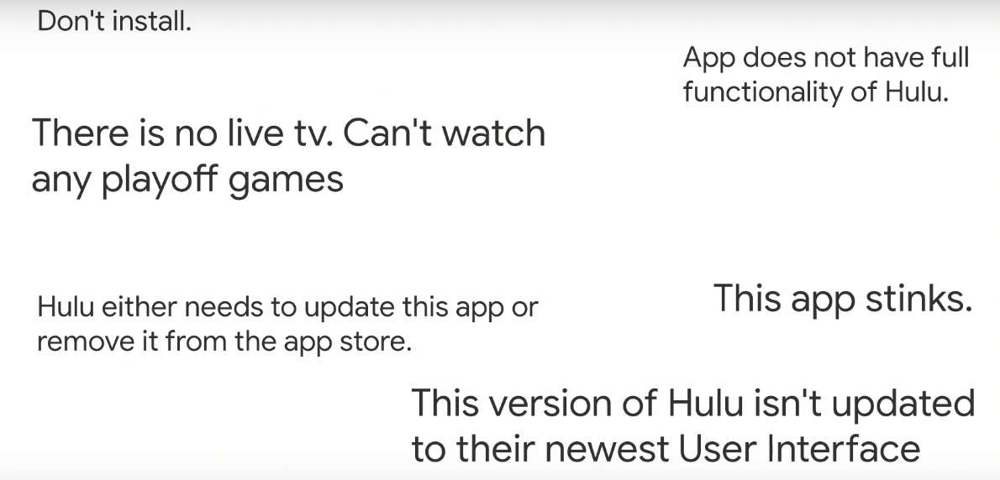 Don't install.
App does not have full
functionality of Hulu.
There is no live tv. Can't watch
any playoff games
Hulu either needs to update this app or
remove it from the app store.
This app stinks.
This version of Hulu isn't updated
to their newest User Interface